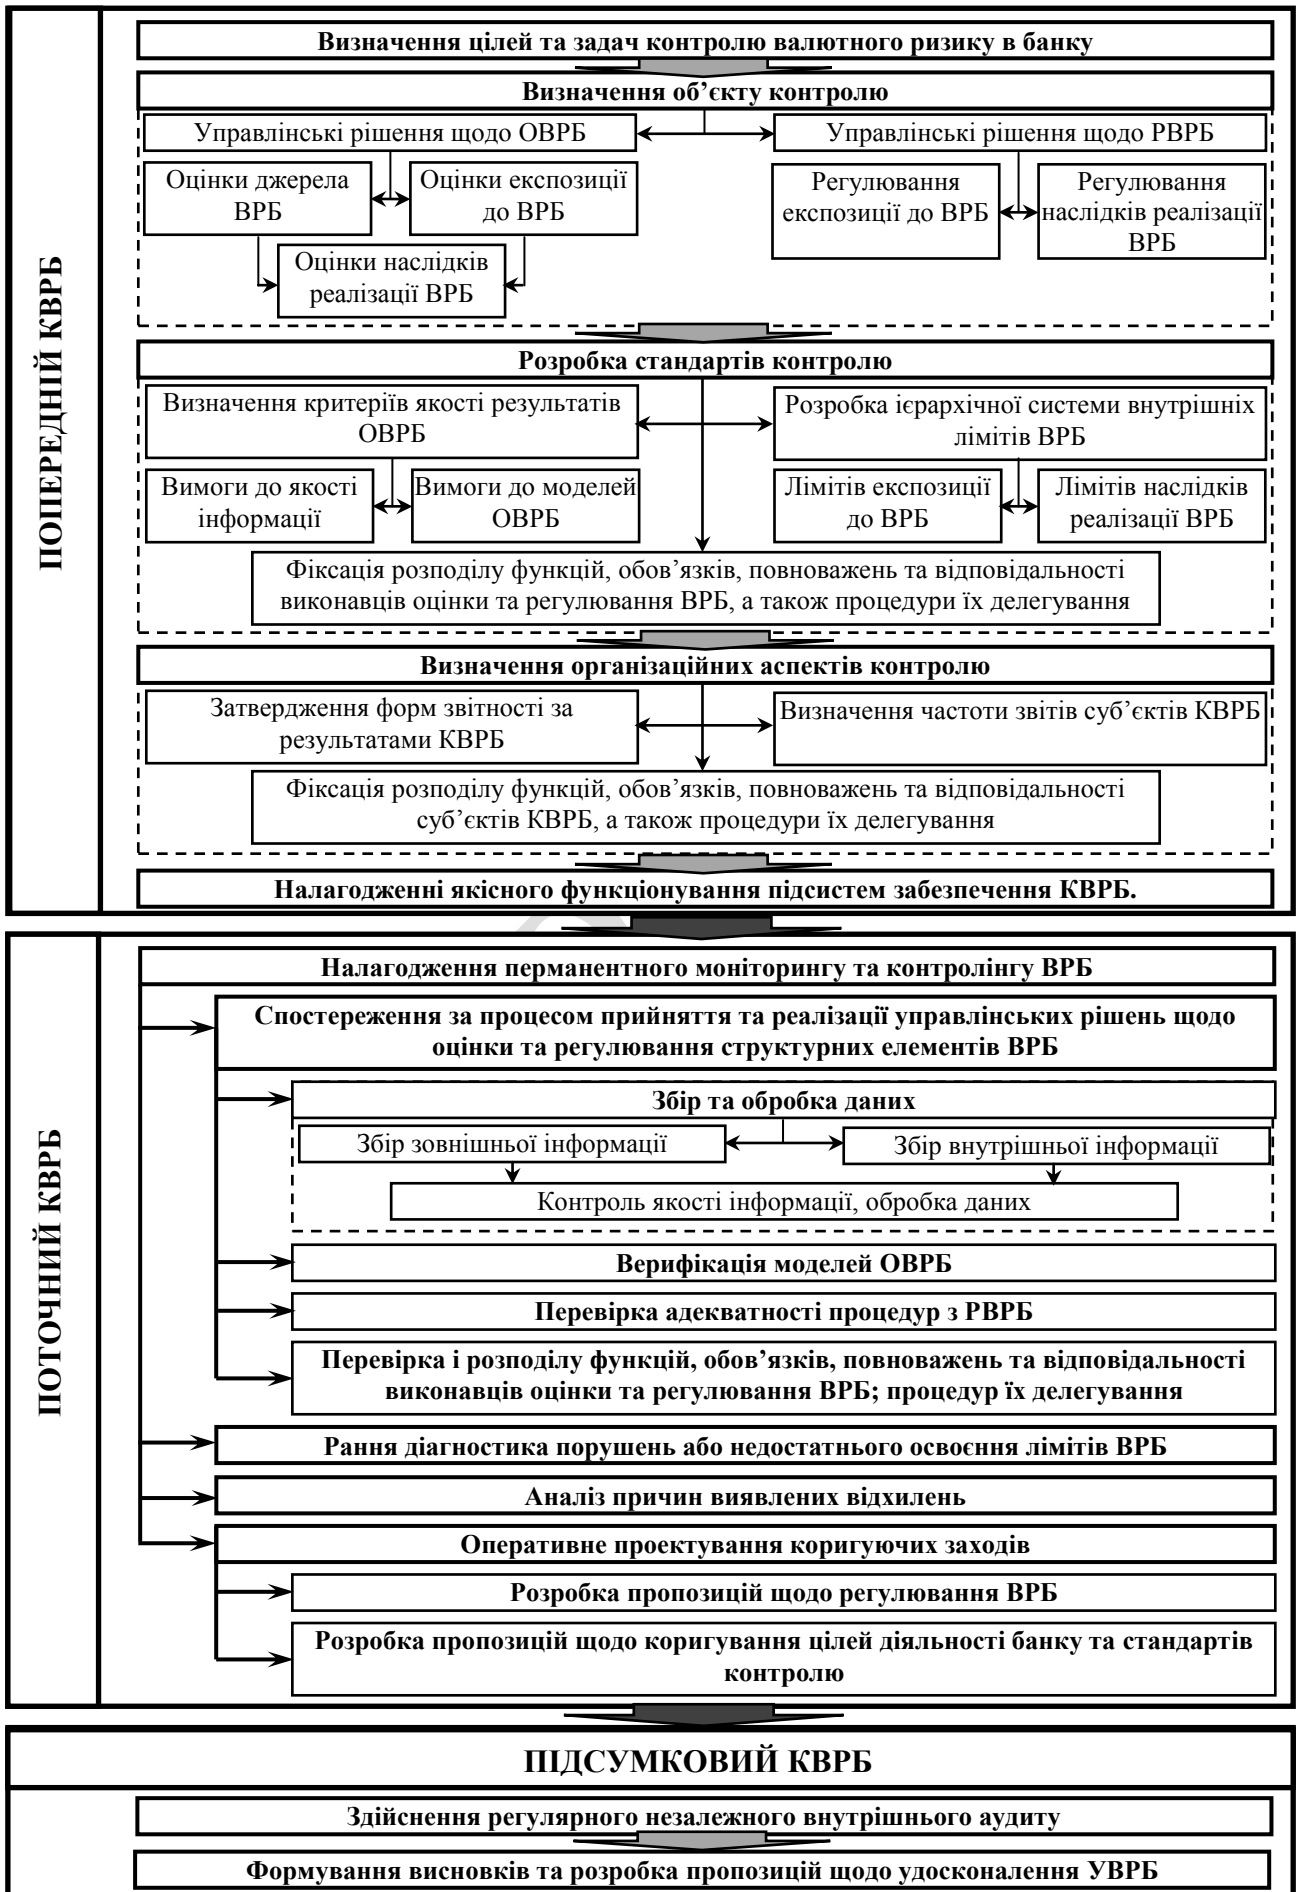 ПОПЕРЕДНІЙ КВРБ
Визначення цілей та задач контролю валютного ризику в банку
Визначення об’єкту контролю
Управлінські рішення щодо ОВРБ
Управлінські рішення щодо РВРБ
Оцінки джерела
ВРБ
Оцінки експозиції
до ВРБ
Регулювання
експозиції до ВРБ
Регулювання
наслідків реалізації
ВРБ
Оцінки наслідків
реалізації ВРБ
Розробка стандартів контролю
Визначення критеріїв якості результатів
ОВРБ
Розробка ієрархічної системи внутрішніх
лімітів ВРБ
Вимоги до якості
інформації
Вимоги до моделей
ОВРБ
Лімітів експозиції
до ВРБ
Лімітів наслідків
реалізації ВРБ
Фіксація розподілу функцій, обов’язків, повноважень та відповідальності
виконавців оцінки та регулювання ВРБ, а також процедури їх делегування
Визначення організаційних аспектів контролю
Затвердження форм звітності за
результатами КВРБ
Визначення частоти звітів суб’єктів КВРБ
Фіксація розподілу функцій, обов’язків, повноважень та відповідальності
суб’єктів КВРБ, а також процедури їх делегування
Налагодженні якісного функціонування підсистем забезпечення КВРБ.
ПОТОЧНИЙ КВРБ
Налагодження перманентного моніторингу та контролінгу ВРБ
Спостереження за процесом прийняття та реалізації управлінських рішень щодо
оцінки та регулювання структурних елементів ВРБ
Збір та обробка даних
Збір зовнішньої інформації
Збір внутрішньої інформації
Контроль якості інформації, обробка даних
Верифікація моделей ОВРБ
Перевірка адекватності процедур з РВРБ
Перевірка і розподілу функцій, обов’язків, повноважень та відповідальності
виконавців оцінки та регулювання ВРБ; процедур їх делегування
Рання діагностика порушень або недостатнього освоєння лімітів ВРБ
Аналіз причин виявлених відхилень
Оперативне проектування коригуючих заходів
Розробка пропозицій щодо регулювання ВРБ
Розробка пропозицій щодо коригування цілей діяльності банку та стандартів
контролю
ПІДСУМКОВИЙ КВРБ
Здійснення регулярного незалежного внутрішнього аудиту
Формування висновків та розробка пропозицій щодо удосконалення УВРБ